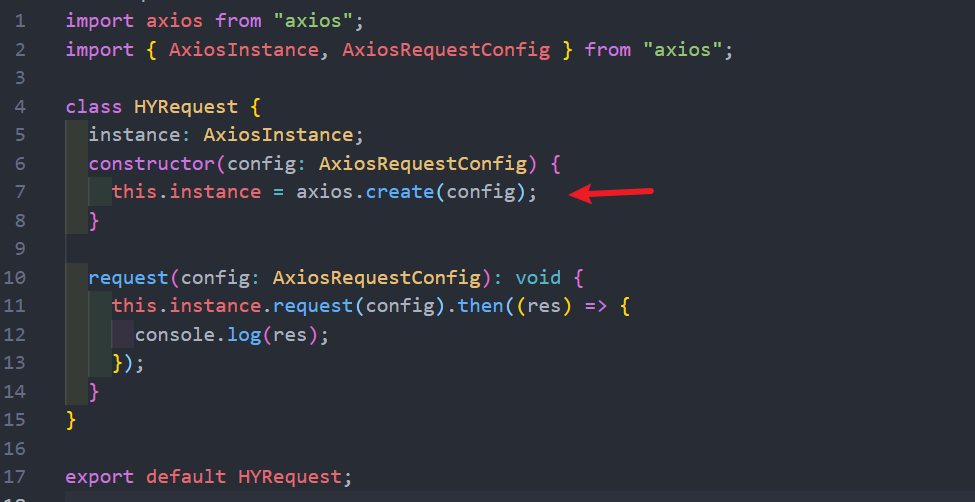 1 import axios from "axios";
2 import { AxiosInstance, AxiosRequestConfig } from "axios";
3
4 class HYRequest {
5   instance: AxiosInstance;
6   constructor(config: AxiosRequestConfig) {
7     this.instance = axios.create(config);
8   }
9
10   request(config: AxiosRequestConfig): void {
11     this.instance.request(config).then((res) => {
12       console.log(res);
13     });
14   }
15 }
16
17 export default HYRequest;